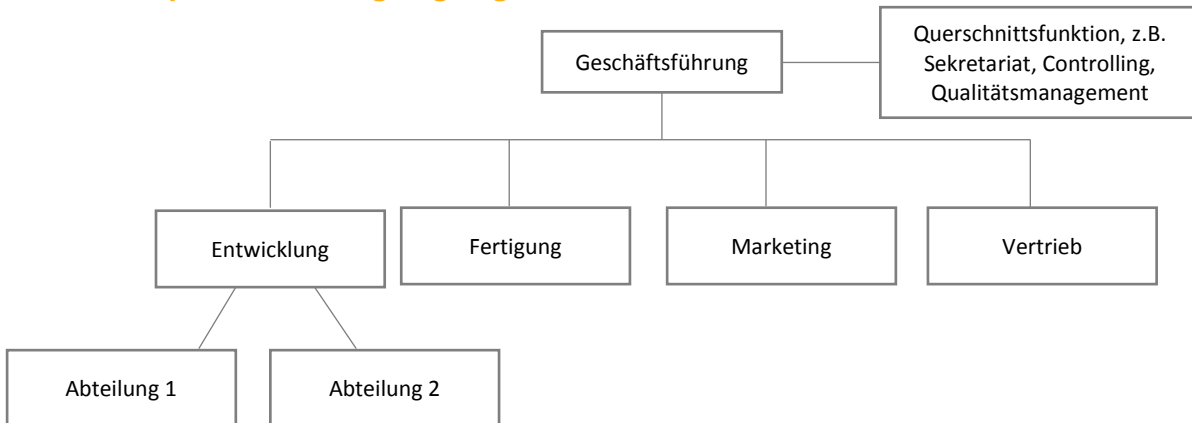 Geschäftsführung
Querschnittsfunktion, z.B.
Sekretariat, Controlling,
Qualitätsmanagement
Entwicklung
Fertigung
Marketing
Vertrieb
Abteilung 1
Abteilung 2